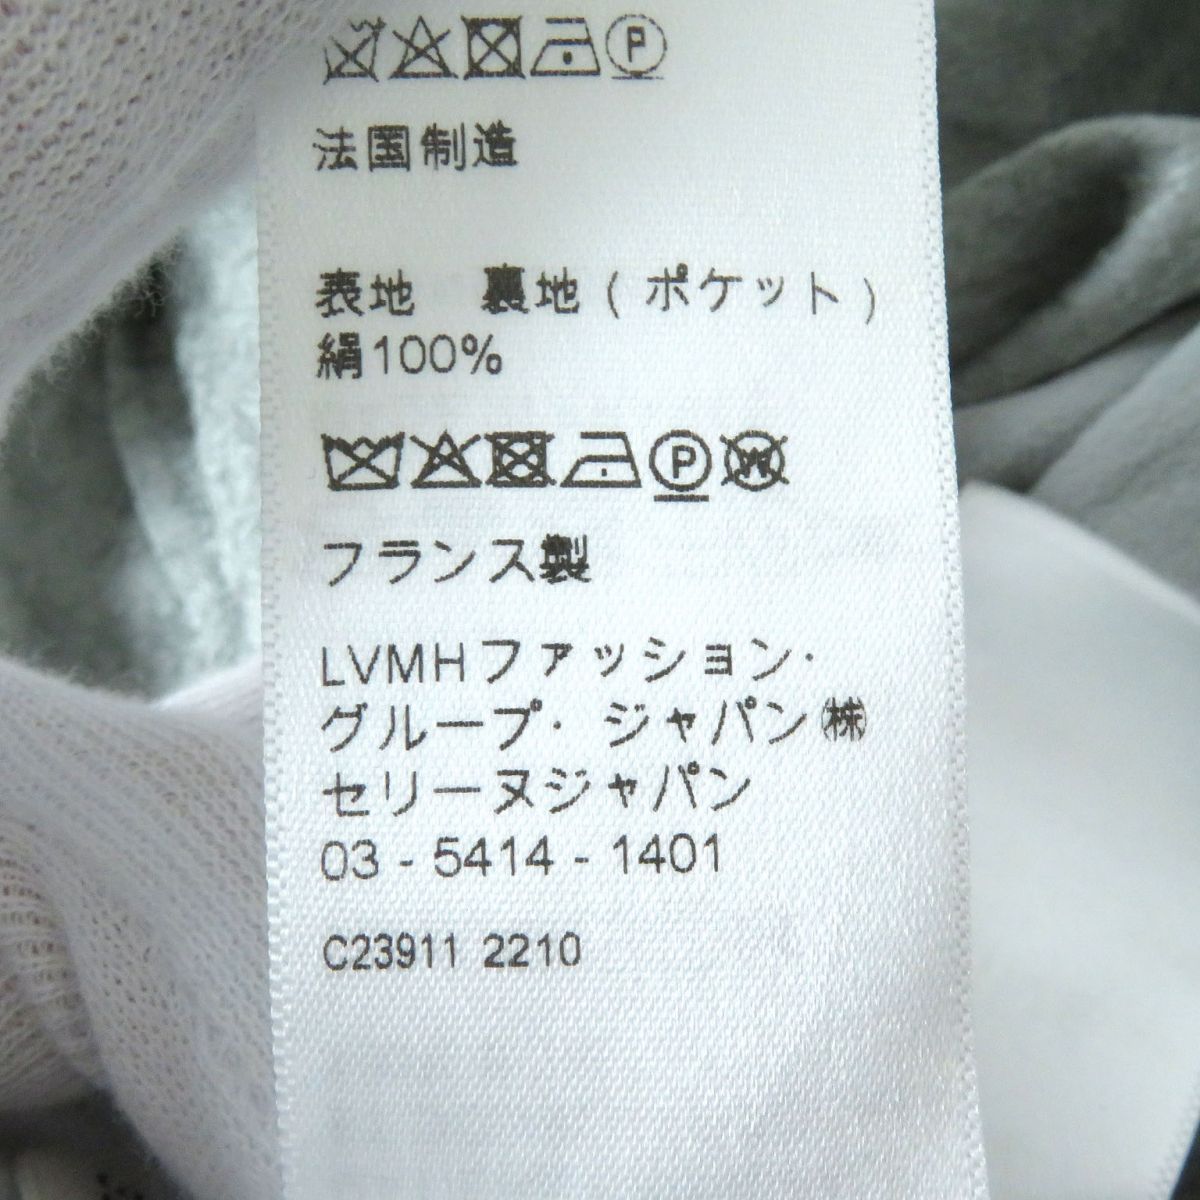 法国制造
表地　裏地 ( ポケット )
絹100%
フランス製
LVMHファッション·
グループ· ジャパン㈱
セリーヌジャパン
03 - 5414 - 1401
C23911 2210